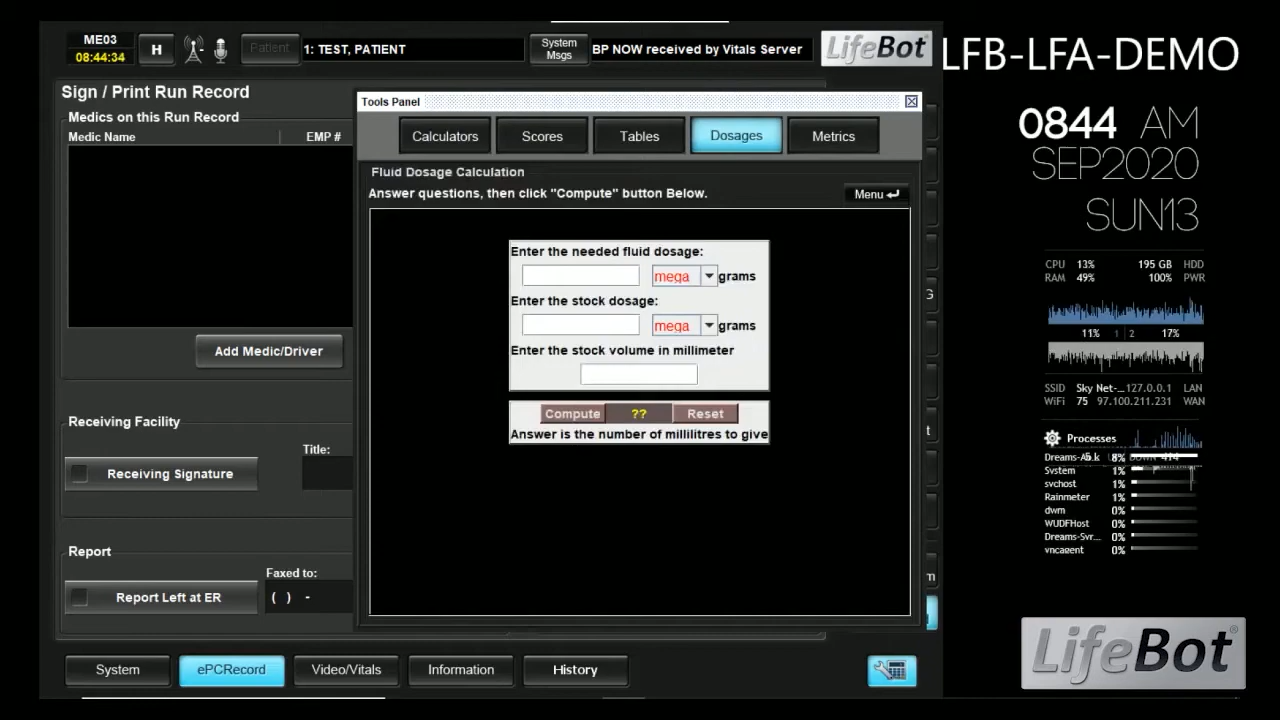 ME03
08:44:34
H
Patient
1: TEST, PATIENT
System
Msgs
BP NOW received by Vitals Server
LifeBot
LFB-LFA-DEMO
Sign / Print Run Record
Medics on this Run Record
Medic Name
EMP #
Add Medic/Driver
Receiving Facility
Title:
Receiving Signature
Report
Faxed to:
Report Left at ER
( ) -
Tools Panel
Calculators
Scores
Tables
Dosages
Metrics
Fluid Dosage Calculation
Answer questions, then click "Compute" button Below.
Menu
Enter the needed fluid dosage:
mega
grams
Enter the stock dosage:
mega
grams
Enter the stock volume in millimeter
Compute
??
Reset
Answer is the number of millilitres to give
G
t
m
System
ePCRecord
Video/Vitals
Information
History
0844 AM
SEP2020
SUN13
CPU 13% 195 GB HDD
RAM 49% 100% PWR
11% 1 2 17%
SSID Sky Net-... 127.0.0.1 LAN
WiFi 75 97.100.211.231 WAN
Processes
8%
System 1%
svchost 1%
Rainmeter 1%
dwm 0%
WUDFHost 0%
Dreams-Svr... 0%
vncagent 0%
LifeBot®